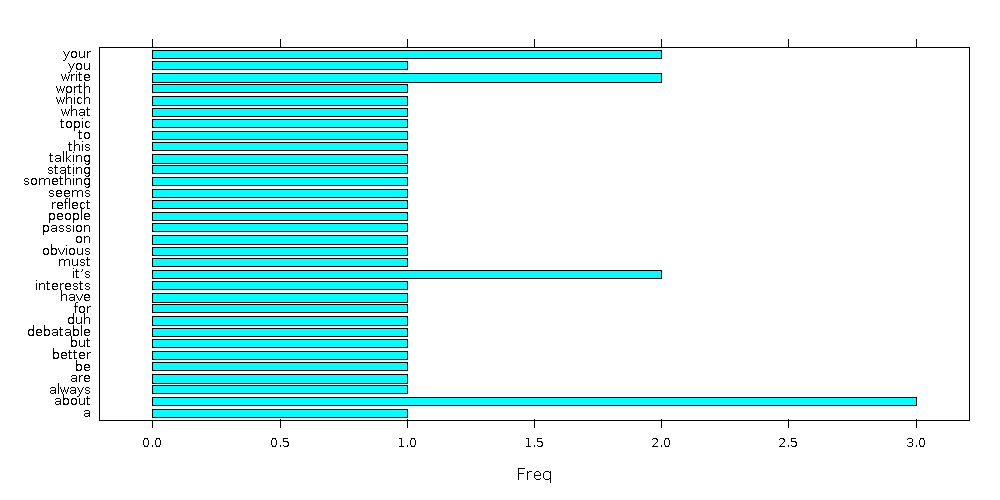 your
you
write
worth
which
what
topic
to
this
talking
stating
something
seems
reflect
people
passion
on
obvious
must
it's
interests
have
for
duh
debatable
but
better
be
are
always
about
a
0.0 0.5 1.0 1.5 2.0 2.5 3.0
Freq